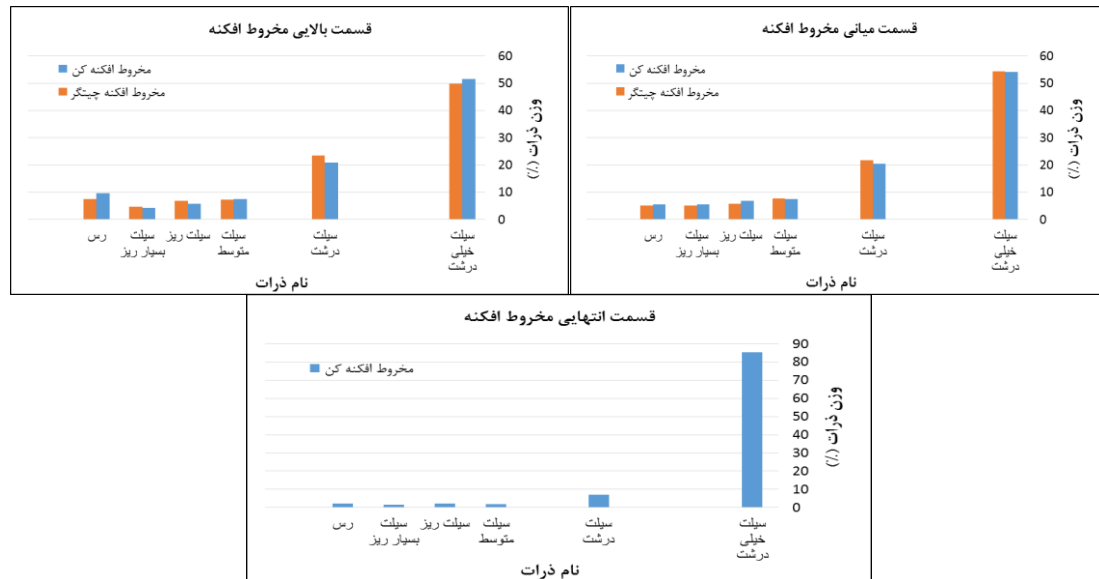 قسمت بالایی مخروط افکنه
مخروط افکنه کن
مخروط افکنه چیتگر
60
50
40
30
20
10
0
وزن ذرات (٪)
سیلت خیلی درشت
سیلت درشت
سیلت متوسط
سیلت ریز
سیلت بسیار ریز
رس
نام ذرات
قسمت میانی مخروط افکنه
مخروط افکنه کن
مخروط افکنه چیتگر
60
50
40
30
20
10
0
وزن ذرات (٪)
سیلت خیلی درشت
سیلت درشت
سیلت متوسط
سیلت ریز
سیلت بسیار ریز
رس
نام ذرات
قسمت انتهایی مخروط افکنه
مخروط افکنه کن
90
80
70
60
50
40
30
20
10
0
وزن ذرات (٪)
سیلت خیلی درشت
سیلت درشت
سیلت متوسط
سیلت ریز
سیلت بسیار ریز
رس
نام ذرات